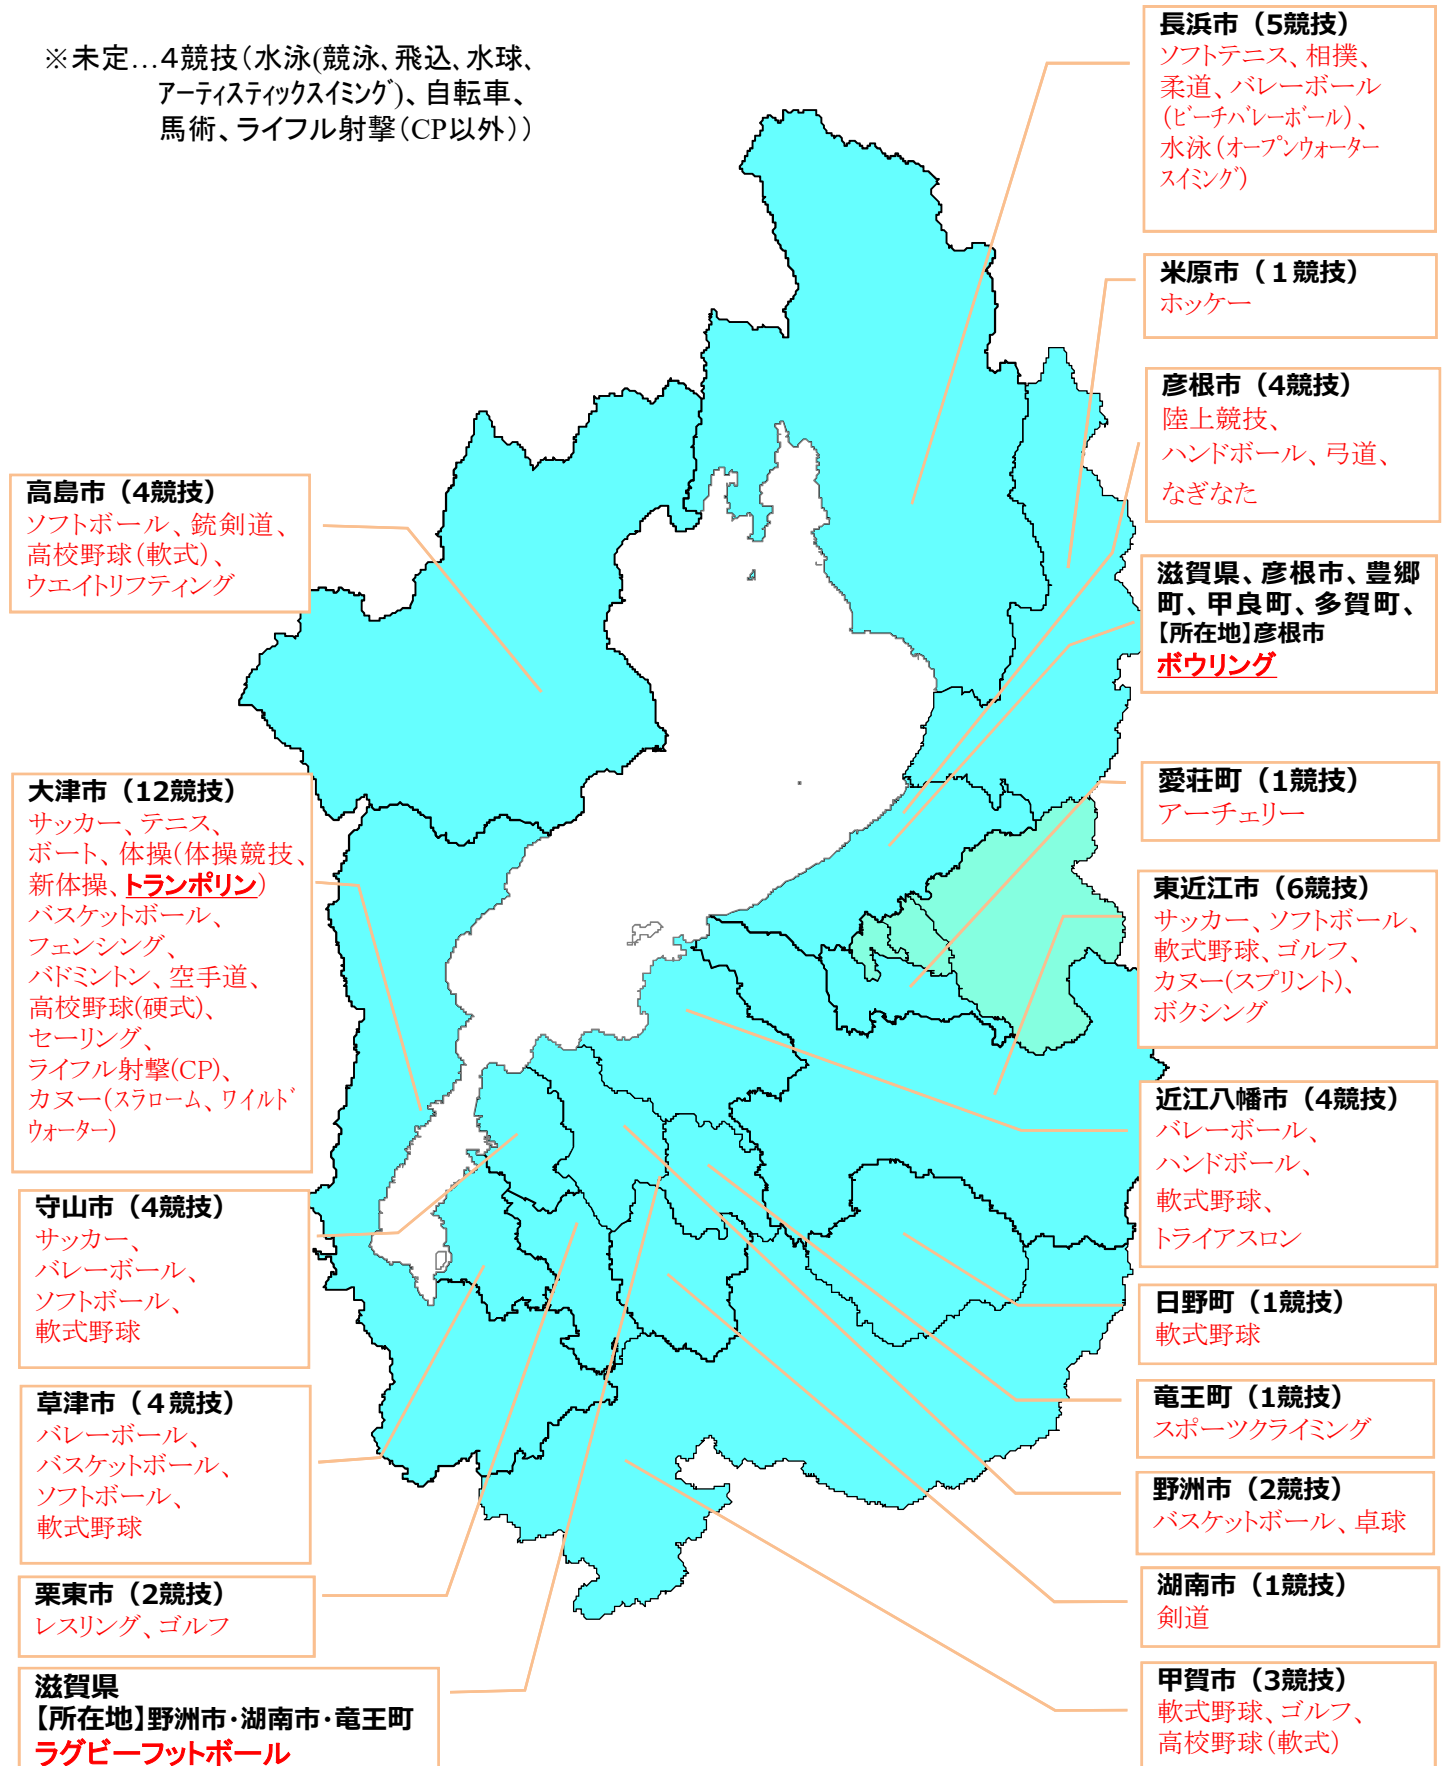 ※未定…４競技（水泳(競泳、飛込、水球、
アーティスティックスイミング)、自転車、
馬術、ライフル射撃（CP以外））
長浜市（5競技）
ソフトテニス、相撲、
柔道、バレーボール
（ビーチバレーボール）、
水泳（オープンウォーター
スイミング）
米原市（１競技）
ホッケー
彦根市（4競技）
陸上競技、
ハンドボール、弓道、
なぎなた
滋賀県、彦根市、豊郷
町、甲良町、多賀町、
【所在地】彦根市
ボウリング
愛荘町（1競技）
アーチェリー
東近江市（6競技）
サッカー、ソフトボール、
軟式野球、ゴルフ、
カヌー(スプリント)、
ボクシング
近江八幡市（4競技）
バレーボール、
ハンドボール、
軟式野球、
トライアスロン
日野町（1競技）
軟式野球
竜王町（1競技）
スポーツクライミング
野洲市（2競技）
バスケットボール、卓球
湖南市（1競技）
剣道
甲賀市（3競技）
軟式野球、ゴルフ、
高校野球（軟式）
高島市（4競技）
ソフトボール、銃剣道、
高校野球（軟式）、
ウエイトリフティング
大津市（12競技）
サッカー、テニス、
ボート、体操(体操競技、
新体操、トランポリン）
バスケットボール、
フェンシング、
バドミントン、空手道、
高校野球(硬式)、
セーリング、
ライフル射撃(CP)、
カヌー(スラローム、ワイルド
ウォーター)
守山市（4競技）
サッカー、
バレーボール、
ソフトボール、
軟式野球
草津市（４競技）
バレーボール、
バスケットボール、
ソフトボール、
軟式野球
栗東市（2競技）
レスリング、ゴルフ
滋賀県
【所在地】野洲市・湖南市・竜王町
ラグビーフットボール